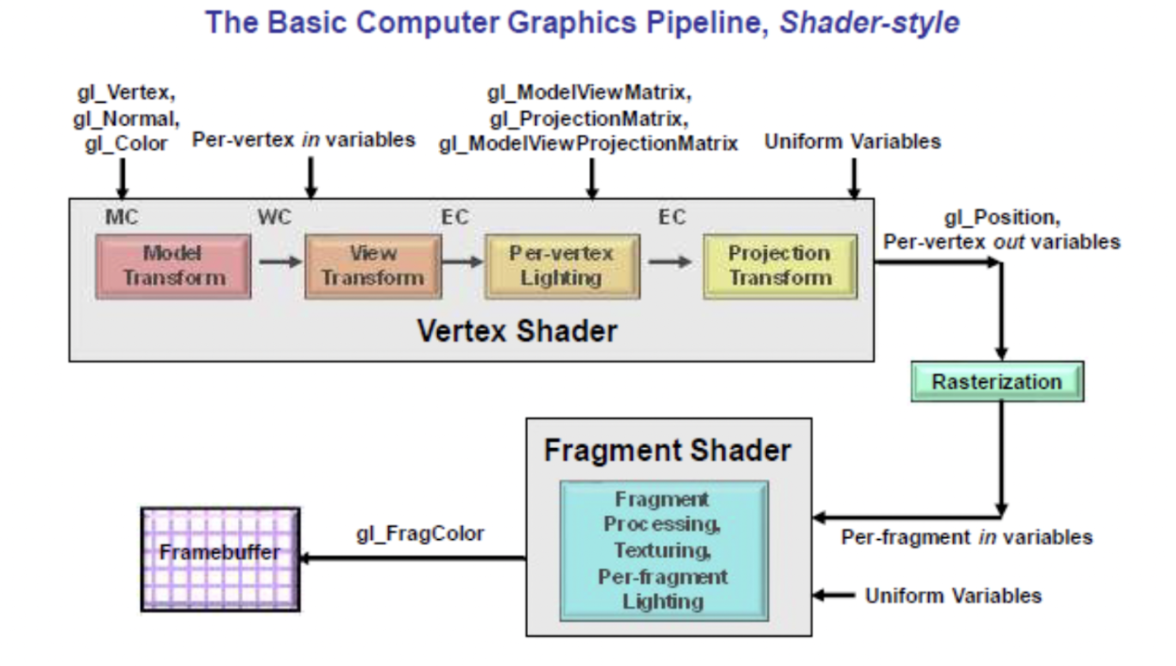 The Basic Computer Graphics Pipeline, Shader-style
gl_Vertex,
gl_Normal,
gl_Color
Per-vertex in variables
gl_ModelViewMatrix,
gl_ProjectionMatrix,
gl_ModelViewProjectionMatrix
Uniform Variables
MC
WC
EC
EC
Model
Transform
View
Transform
Per-vertex
Lighting
Projection
Transform
Vertex Shader
gl_Position,
Per-vertex out variables
Rasterization
Fragment Shader
Fragment
Processing,
Texturing,
Per-fragment
Lighting
Per-fragment in variables
Uniform Variables
gl_FragColor
Framebuffer